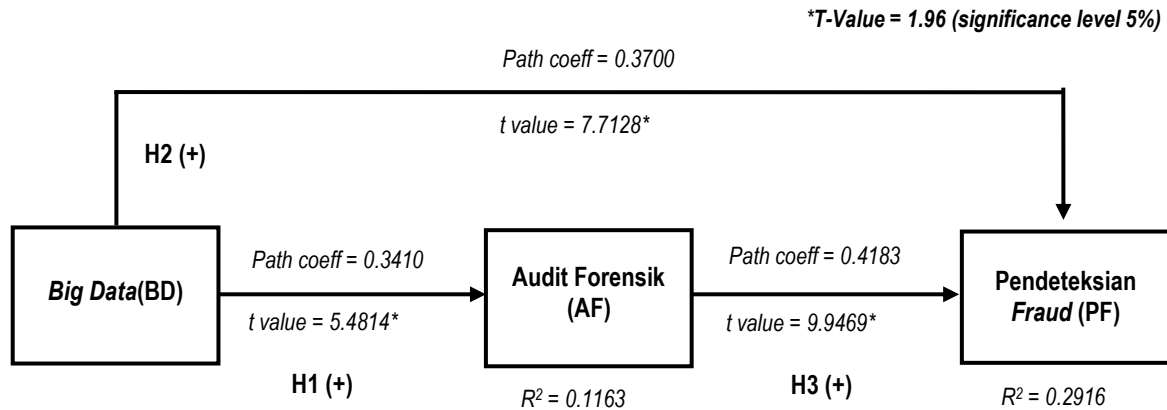 *T-Value = 1.96 (significance level 5%)
Path coeff = 0.3700
t value = 7.7128*
H2 (+)
Big Data(BD)
Path coeff = 0.3410
t value = 5.4814*
H1 (+)
Audit Forensik
(AF)
R² = 0.1163
Path coeff = 0.4183
t value = 9.9469*
H3 (+)
Pendeteksian
Fraud (PF)
R² = 0.2916